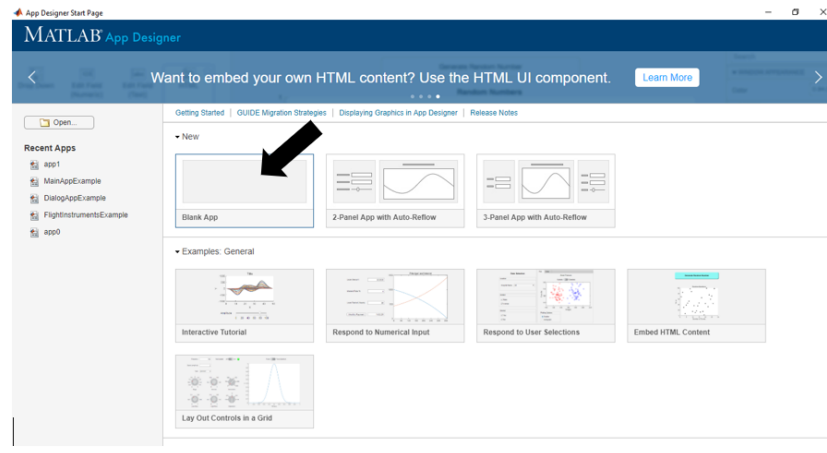 App Designer Start Page
MATLAB App Designer
Want to embed your own HTML content? Use the HTML UI component.
Learn More
Getting Started | GUIDE Migration Strategies | Displaying Graphics in App Designer | Release Notes
Open...
Recent Apps
app1
MainAppExample
DialogAppExample
FlightInstrumentsExample
app0
New
Blank App
2-Panel App with Auto-Reflow
3-Panel App with Auto-Reflow
Examples: General
Interactive Tutorial
Respond to Numerical Input
Respond to User Selections
Embed HTML Content
Lay Out Controls in a Grid